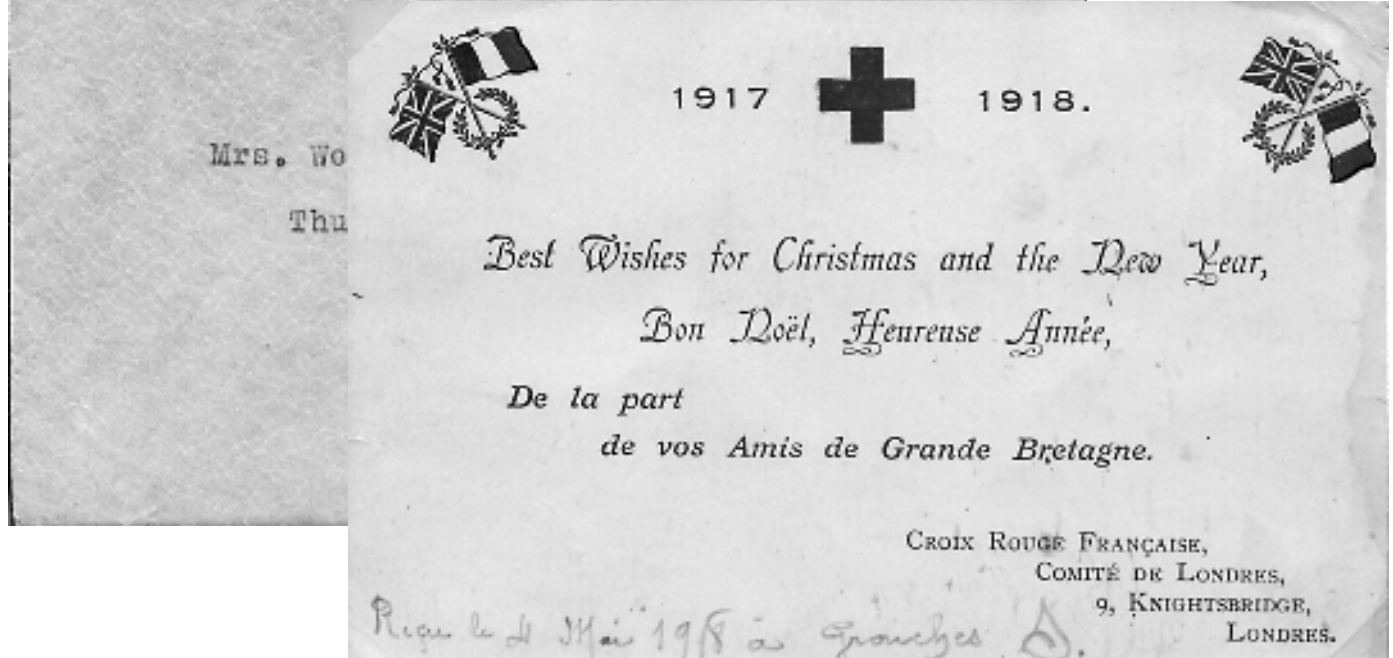 Mrs. Wo
Thu
1917 1918.
Best Wishes for Christmas and the New Year,
Bon Noël, Heureuse Année,
De la part
de vos Amis de Grande Bretagne.
CROIX ROUGE FRANÇAISE,
COMITÉ DE LONDRES,
9, KNIGHTSBRIDGE,
LONDRES.
Reçu le 4 Mai 1918 à Grouches